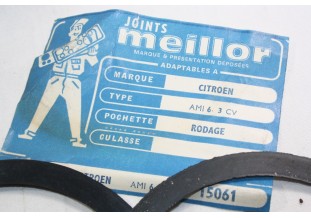 JOINTS
meillor
MARQUE & PRESENTATION DEPOSÉES
ADAPTABLES A
MARQUE CITROEN
TYPE AMI 6 3 CV
POCHETTE RODAGE
CULASSE
ROEN AMI 6 15061